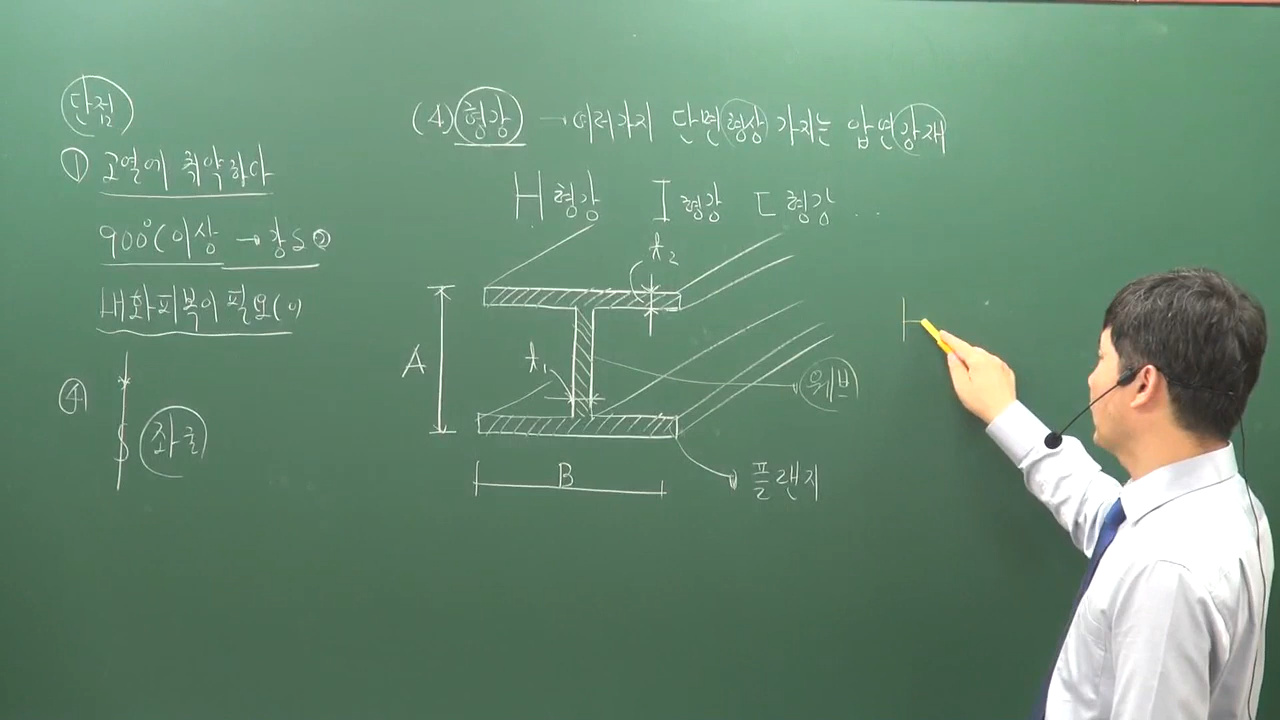 단점
① 고열에 취약하다
900℃ 이상 → 강도 0
내화피복이 필요
④ 좌굴
(4) 형강 → 여러가지 단면형상 가지는 압연강재
H 형강 I 형강 ㄷ 형강 ...
t2
A
t1
웨브
B
플랜지
H